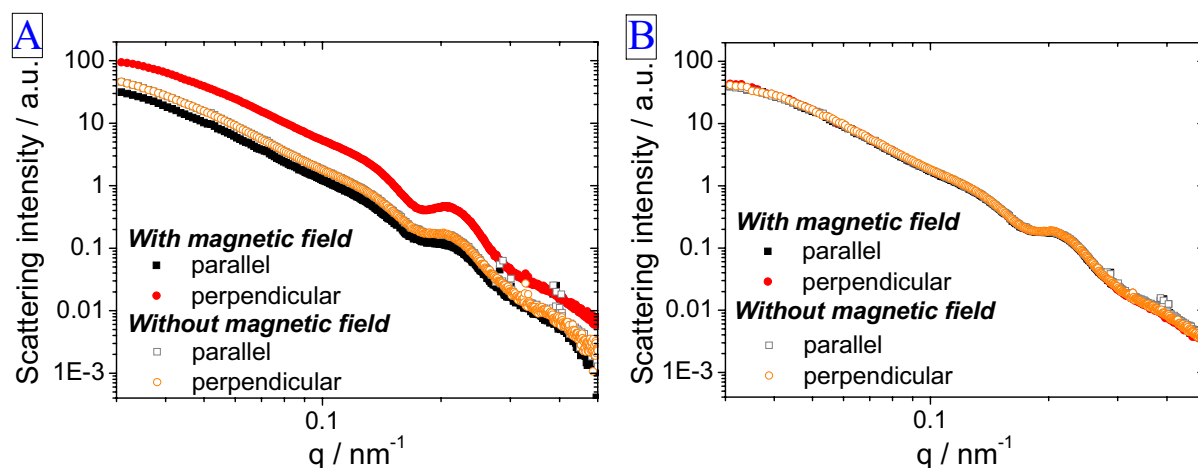 A
Scattering intensity / a.u.
100
10
1
0.1
0.01
1E-3
With magnetic field
parallel
perpendicular
Without magnetic field
parallel
perpendicular
0.1
q / nm⁻¹
B
Scattering intensity / a.u.
100
10
1
0.1
0.01
1E-3
With magnetic field
parallel
perpendicular
Without magnetic field
parallel
perpendicular
0.1
q / nm⁻¹